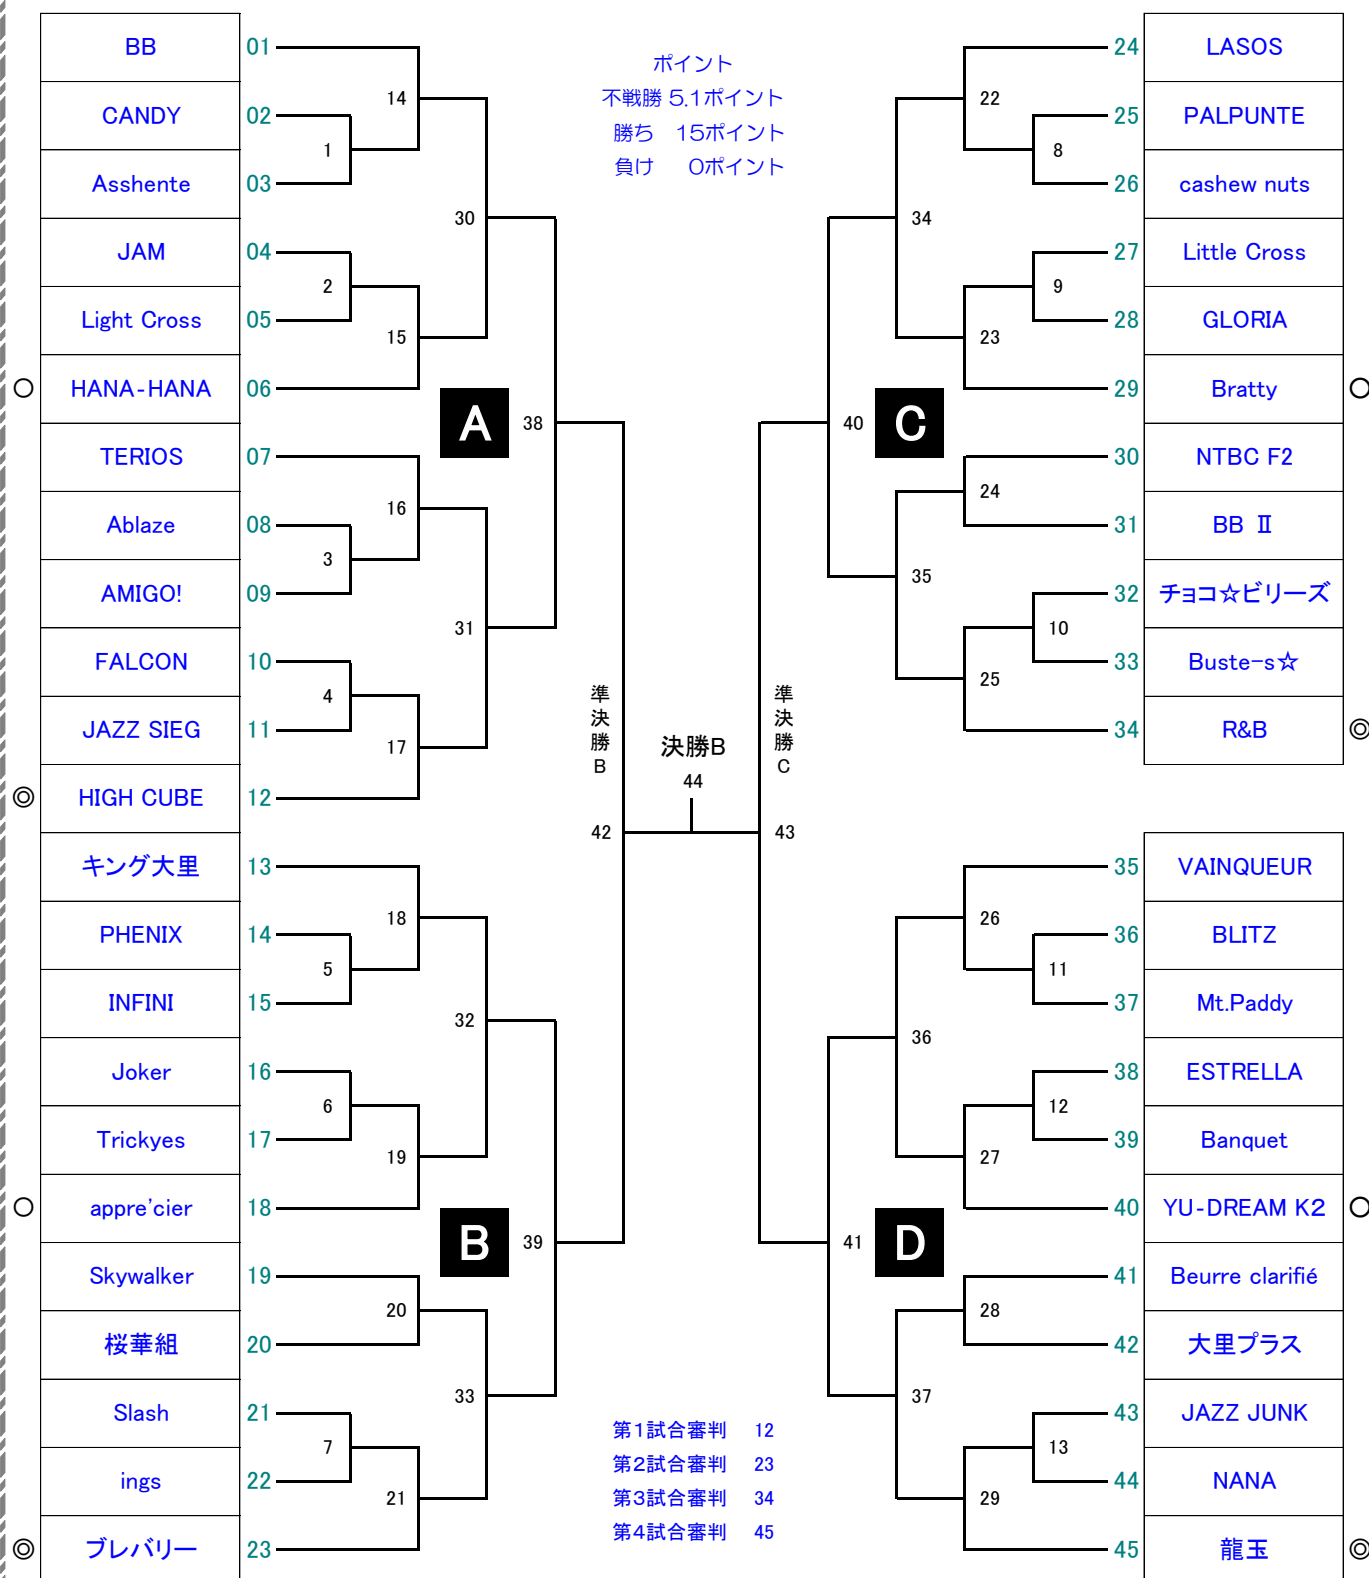 BB 01
CANDY 02
Asshente 03
JAM 04
Light Cross 05
○ HANA-HANA 06
TERIOS 07
Ablaze 08
AMIGO! 09
FALCON 10
JAZZ SIEG 11
◎ HIGH CUBE 12
キング大里 13
PHENIX 14
INFINI 15
Joker 16
Trickyes 17
○ appre'cier 18
Skywalker 19
桜華組 20
Slash 21
ings 22
◎ ブレバリー 23
1
2
3
4
5
6
7
14
15
16
17
18
19
20
21
30
31
32
33
A
38
B
39
準決勝B
42
ポイント
不戦勝 5.1ポイント
勝ち 15ポイント
負け 0ポイント
決勝B
44
第1試合審判 12
第2試合審判 23
第3試合審判 34
第4試合審判 45
準決勝C
43
40
C
41
D
34
35
36
37
22
23
24
25
26
27
28
29
8
9
10
11
12
13
24 LASOS
25 PALPUNTE
26 cashew nuts
27 Little Cross
28 GLORIA
29 Bratty ○
30 NTBC F2
31 BB Ⅱ
32 チョコ☆ビリーズ
33 Buste-s☆
34 R&B ◎
35 VAINQUEUR
36 BLITZ
37 Mt.Paddy
38 ESTRELLA
39 Banquet
40 YU-DREAM K2 ○
41 Beurre clarifié
42 大里プラス
43 JAZZ JUNK
44 NANA
45 龍玉 ◎